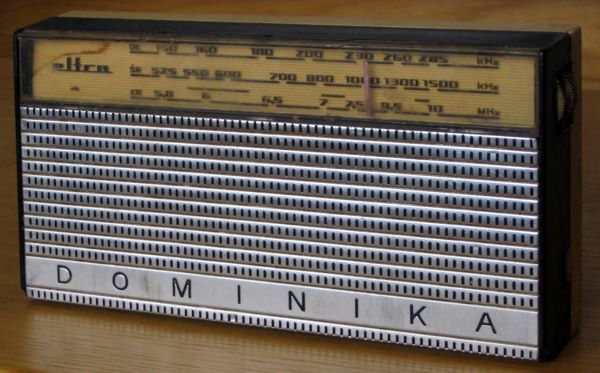 eltra
DŁ 150 160 180 200 230 260 285 kHz
ŚR 525 550 600 700 800 1000 1300 1500 kHz
KR 5,8 6 6,5 7 7,5 9,5 10 MHz
DOMINIKA